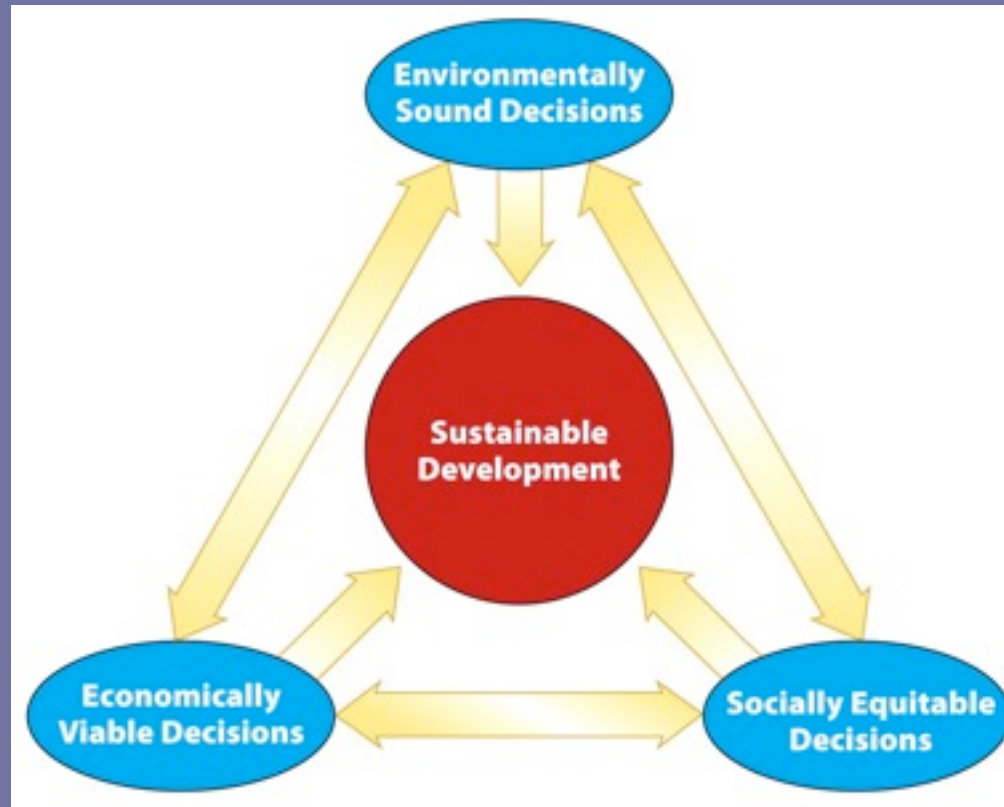 Environmentally
Sound Decisions
Sustainable
Development
Economically
Viable Decisions
Socially Equitable
Decisions